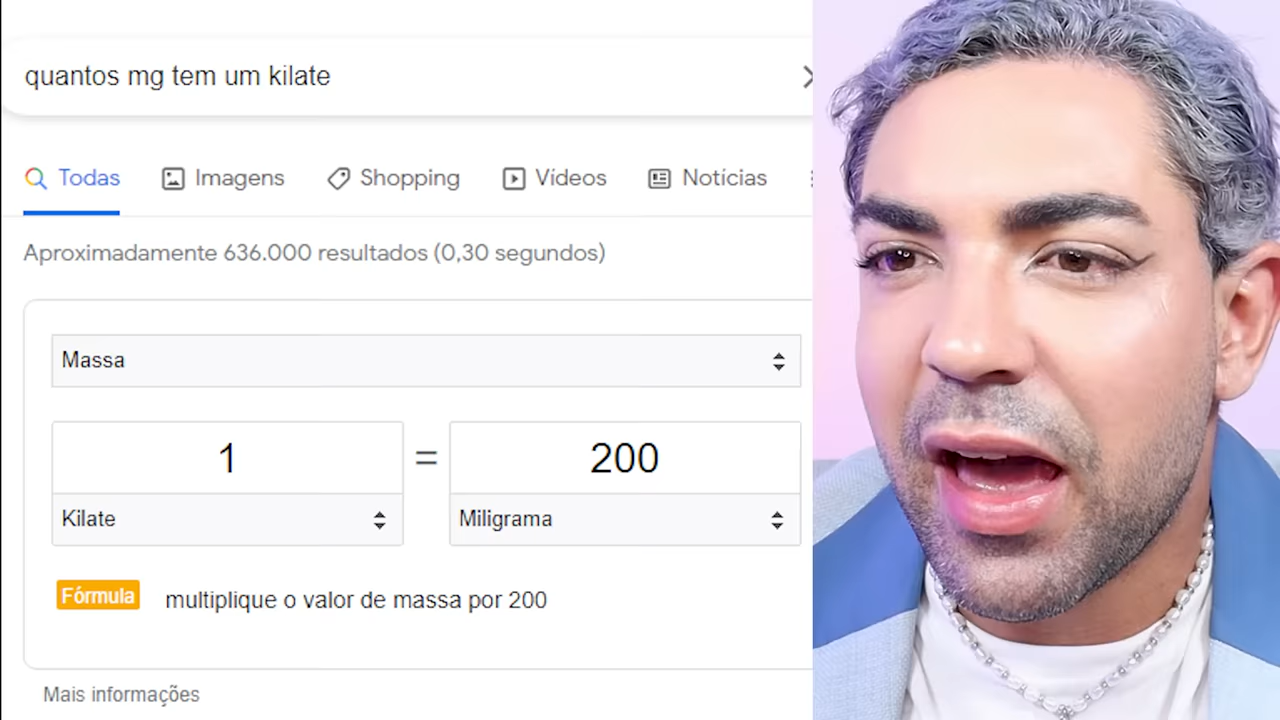 quantos mg tem um kilate
Todas Imagens Shopping Vídeos Notícias
Aproximadamente 636.000 resultados (0,30 segundos)
Massa
1 = 200
Kilate Miligrama
Fórmula multiplique o valor de massa por 200
Mais informações